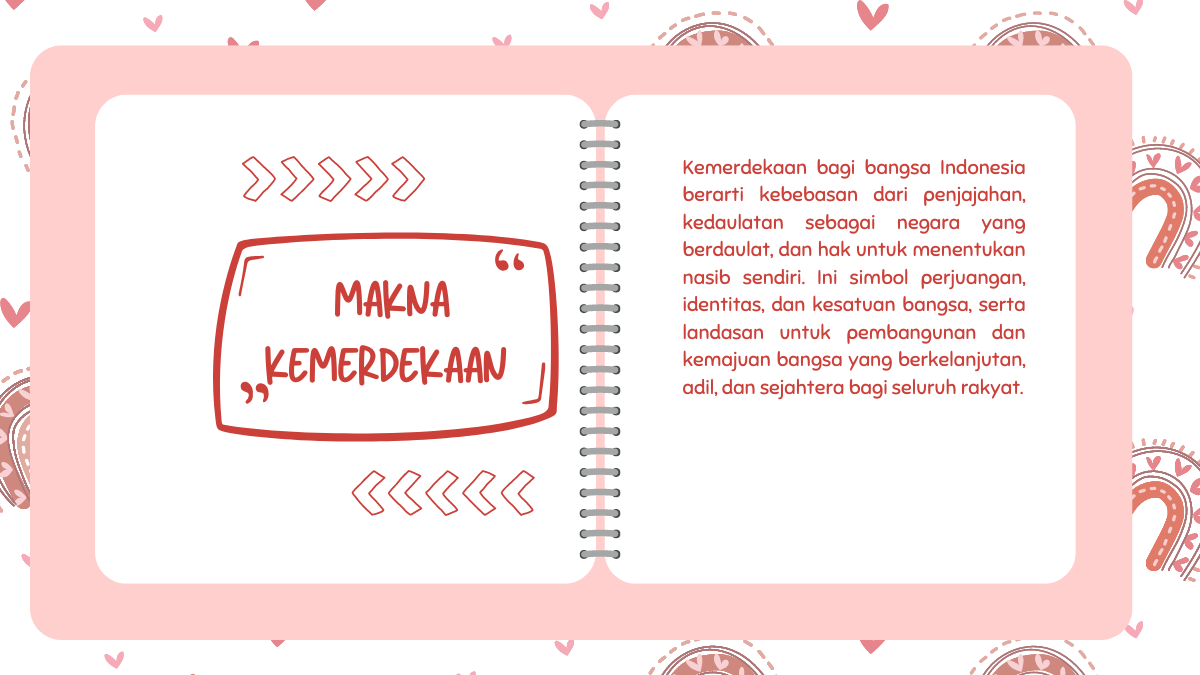 MAKNA
KEMERDEKAAN
Kemerdekaan bagi bangsa Indonesia
berarti kebebasan dari penjajahan,
kedaulatan sebagai negara yang
berdaulat, dan hak untuk menentukan
nasib sendiri. Ini simbol perjuangan,
identitas, dan kesatuan bangsa, serta
landasan untuk pembangunan dan
kemajuan bangsa yang berkelanjutan,
adil, dan sejahtera bagi seluruh rakyat.